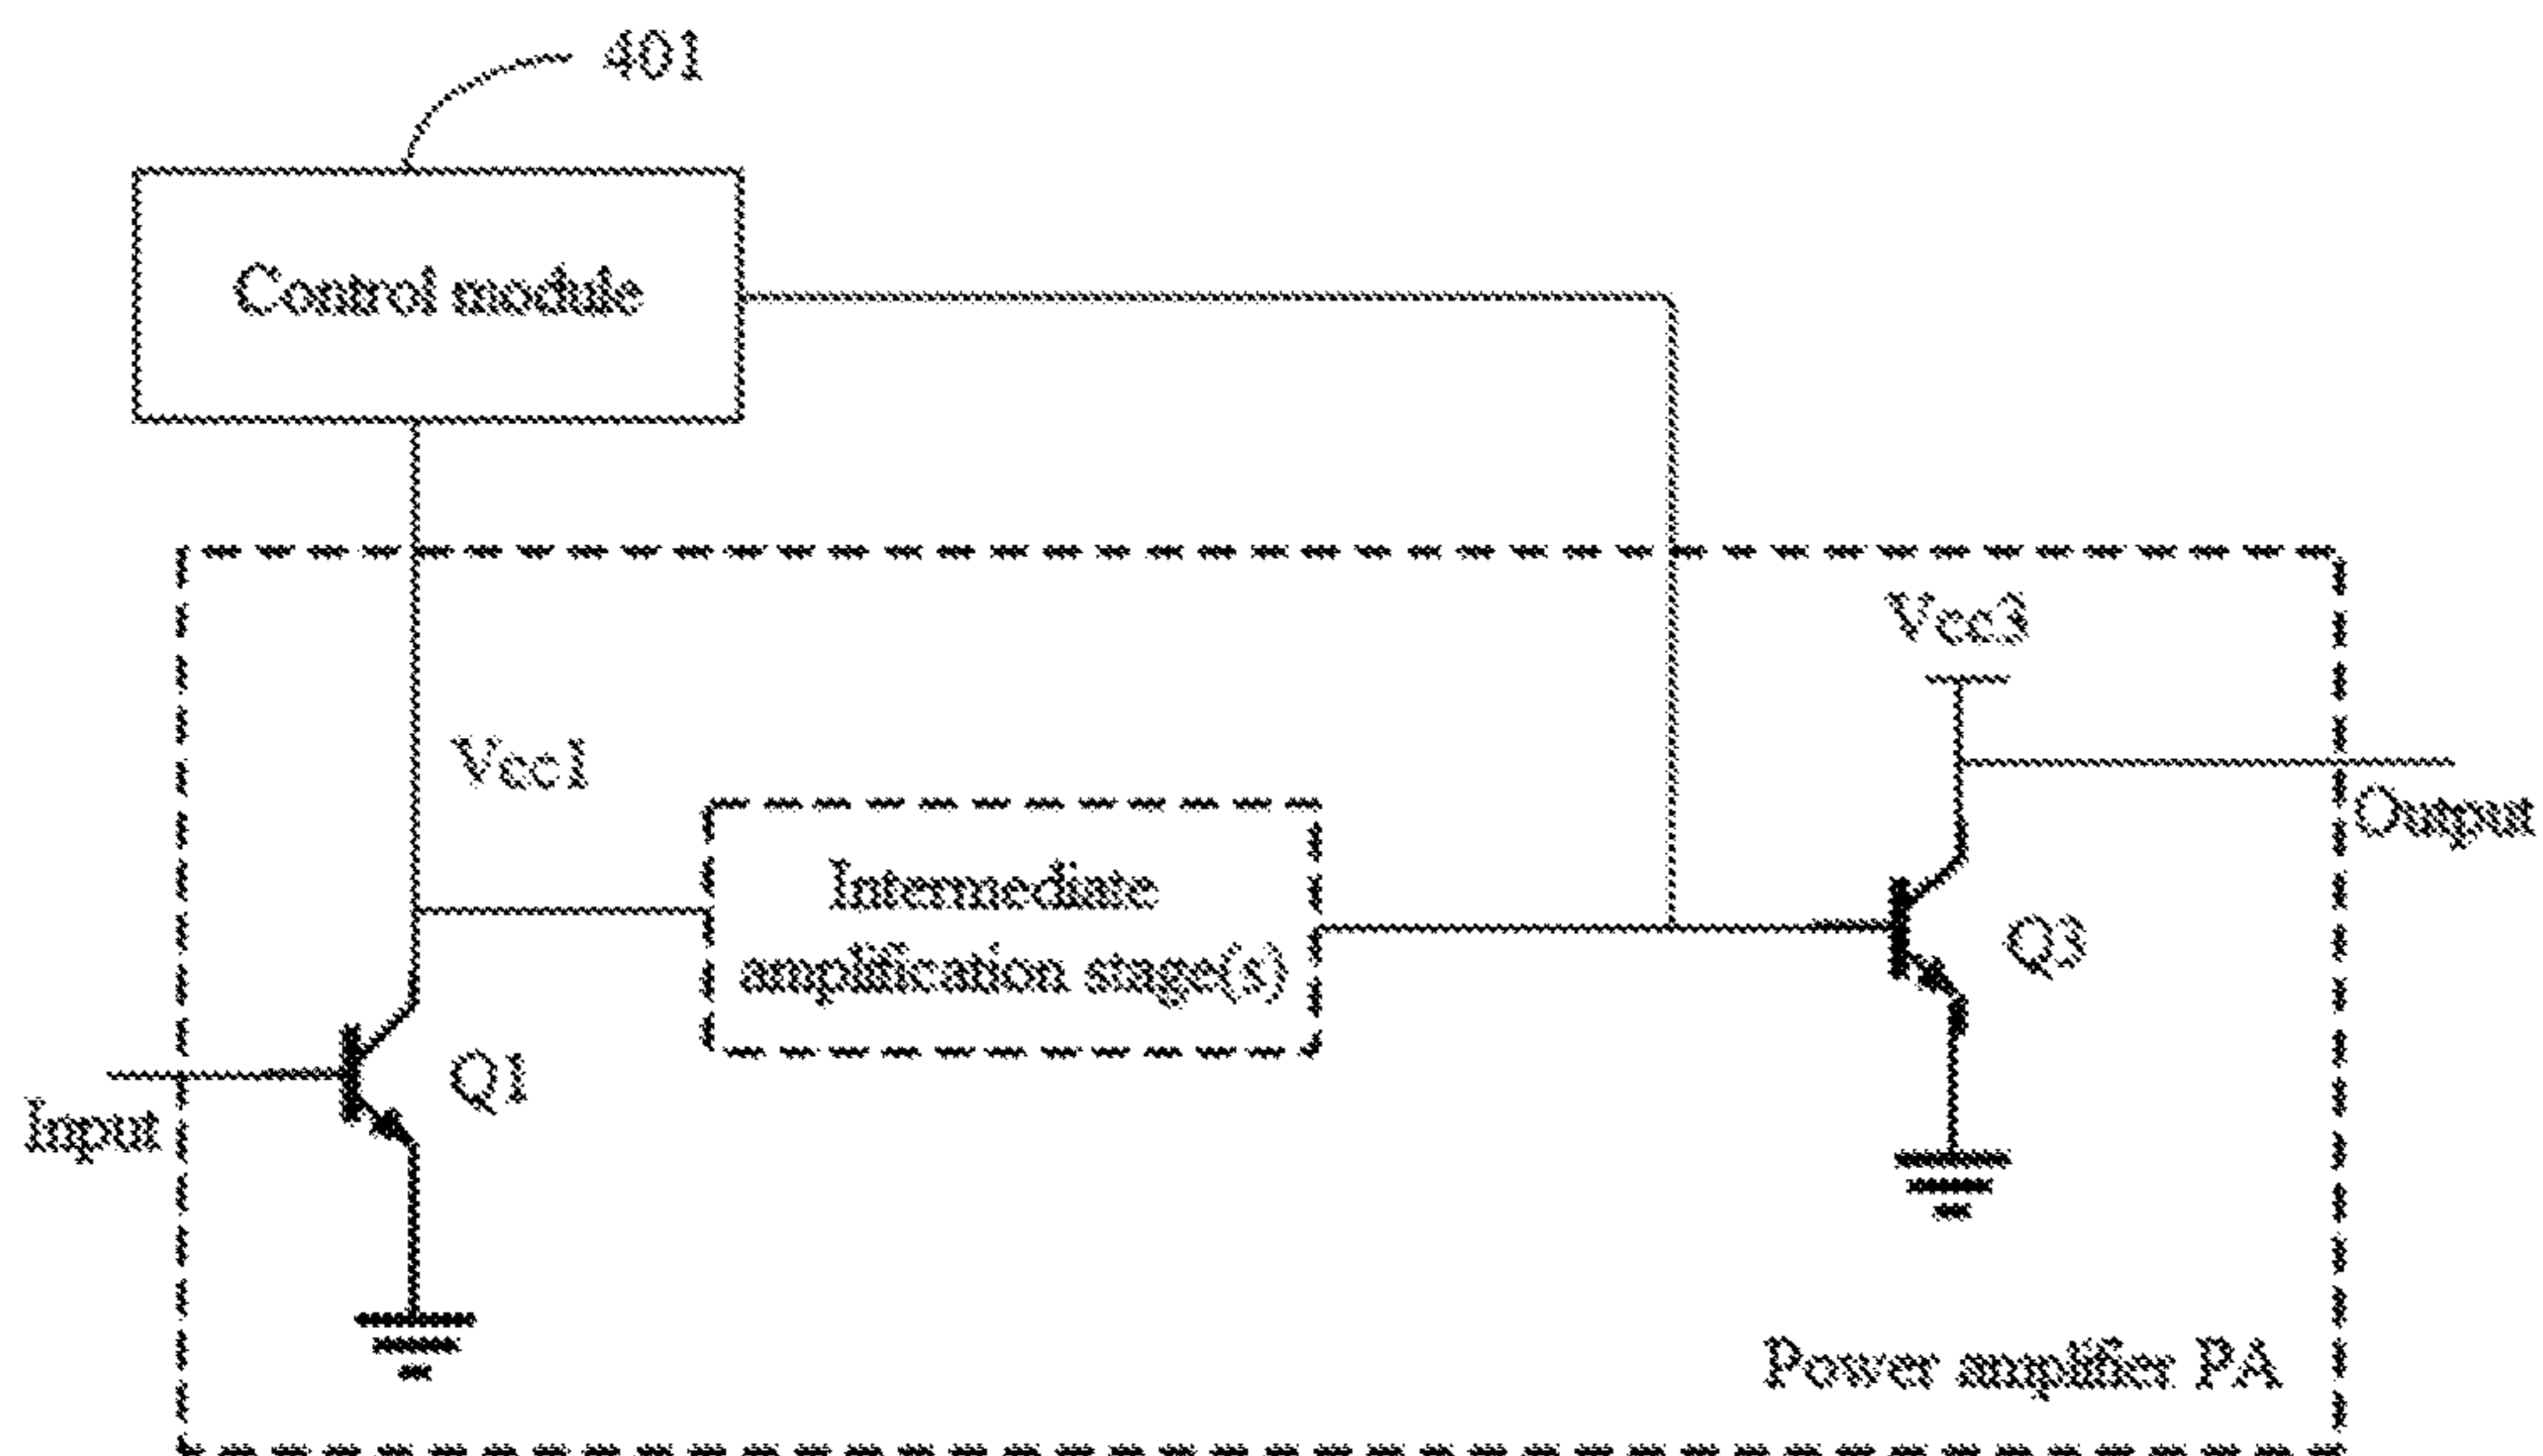 401
Control module
Vcc3
Vcc1
Output
Intermediate
amplification stage(s)
Q3
Q1
Input
Power amplifier PA